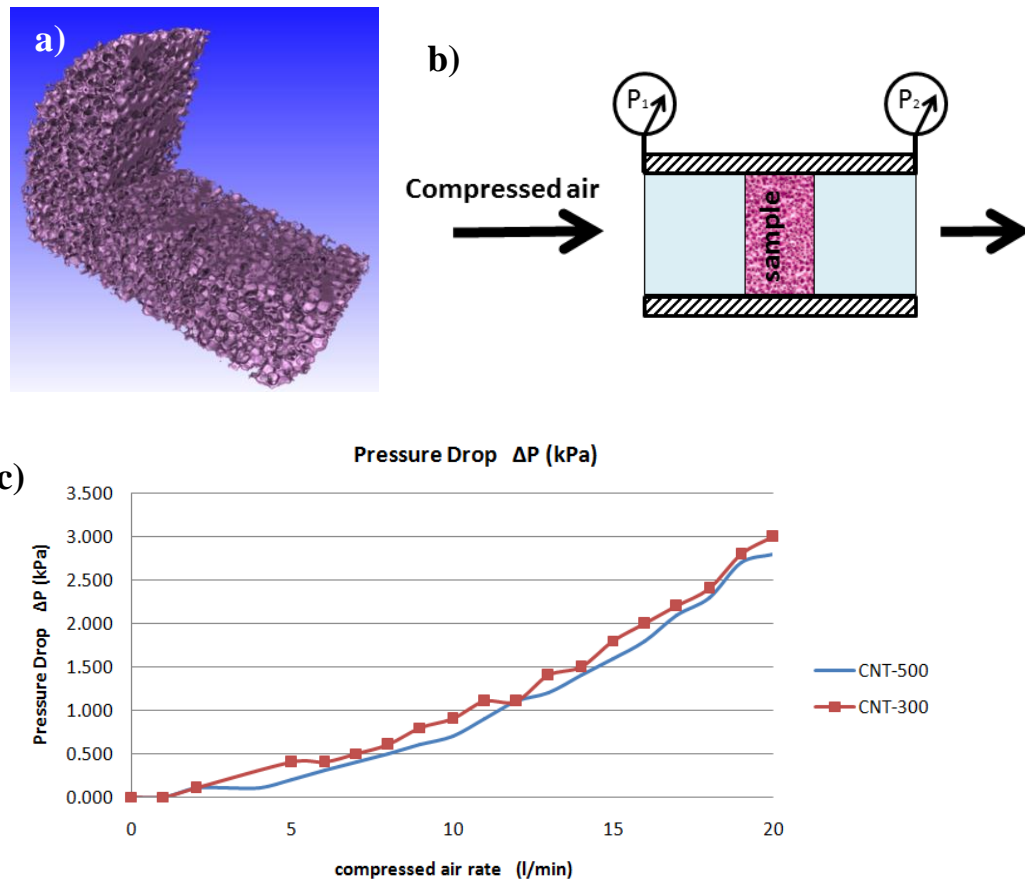 a)
b)
P1
P2
Compressed air
sample
c)
Pressure Drop ΔP (kPa)
3.500
3.000
2.500
2.000
1.500
1.000
0.500
0.000
Pressure Drop ΔP (kPa)
0 5 10 15 20
compressed air rate (l/min)
CNT-500
CNT-300